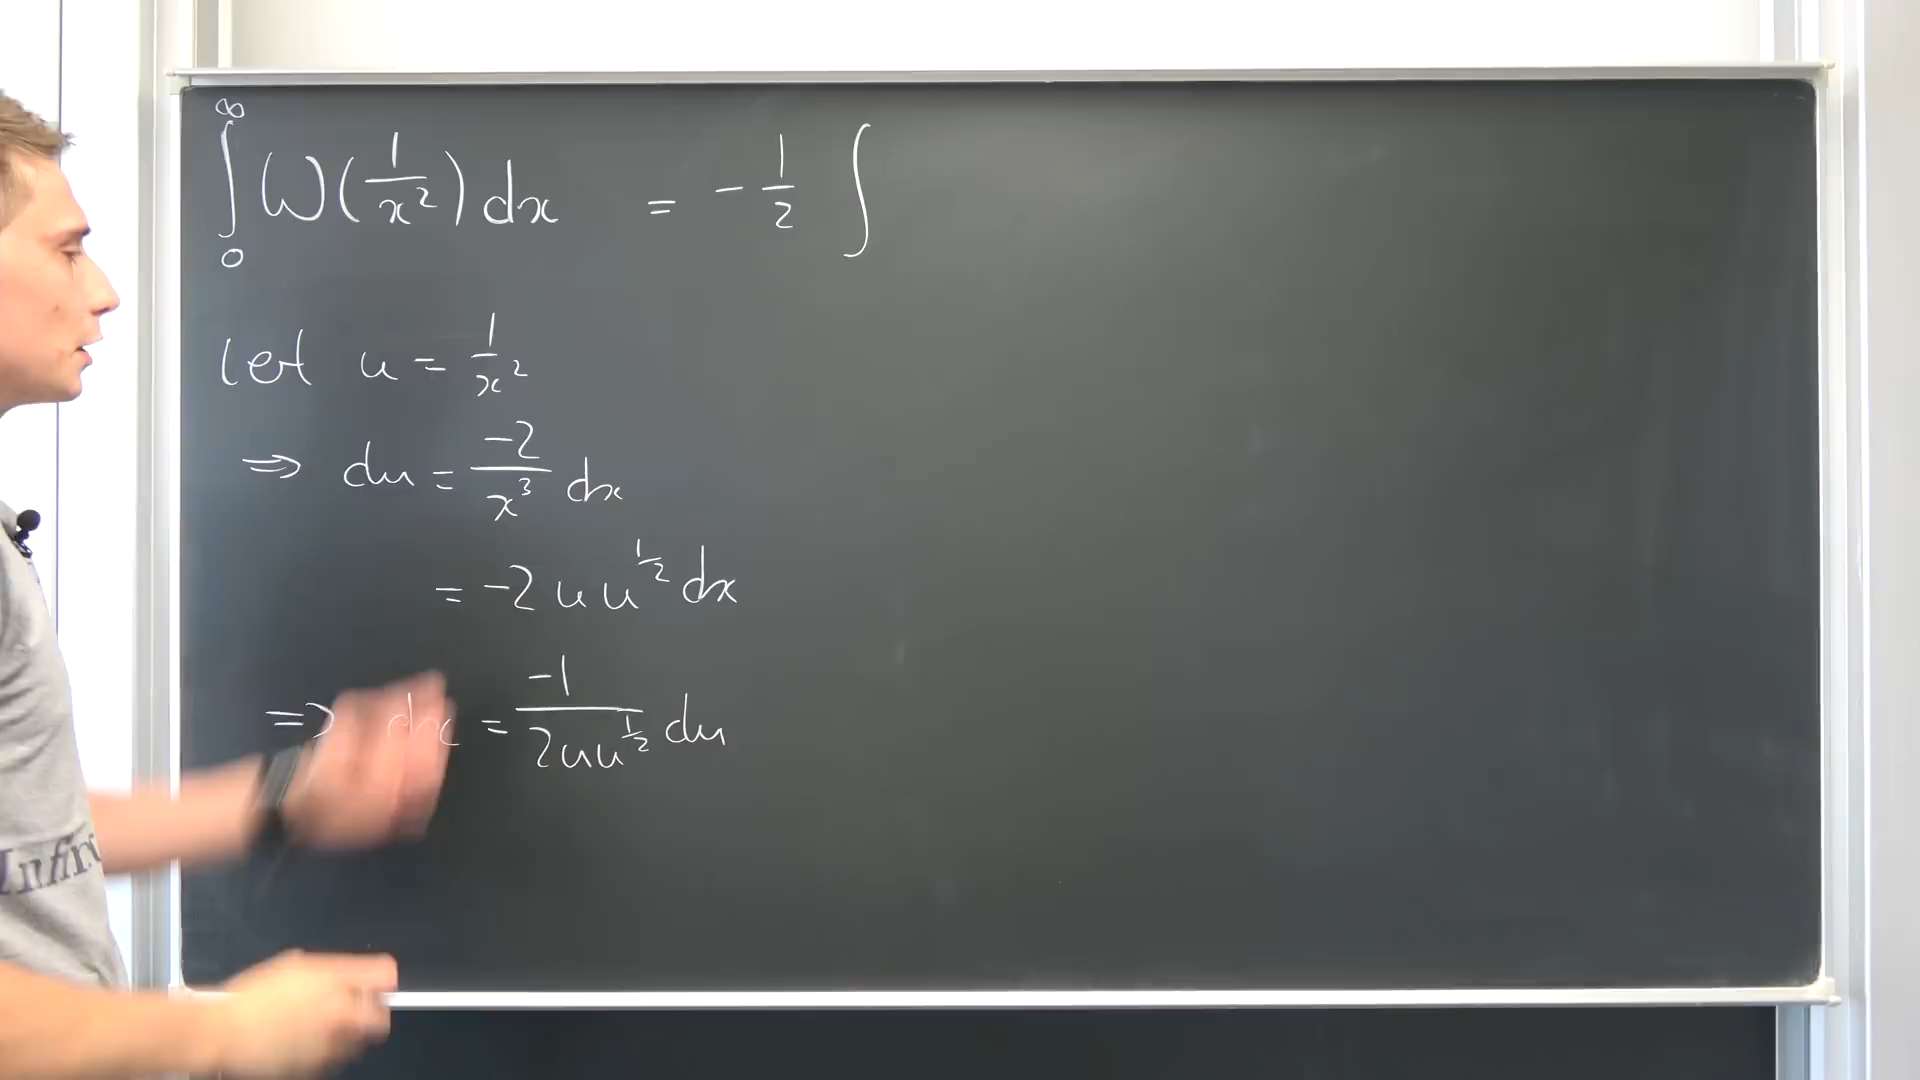 ∫₀^∞ W(1/x²) dx = -1/2 ∫
let u = 1/x²
⇒ du = -2/x³ dx
= -2 u u^(1/2) dx
⇒ dx = -1/(2 u u^(1/2)) du